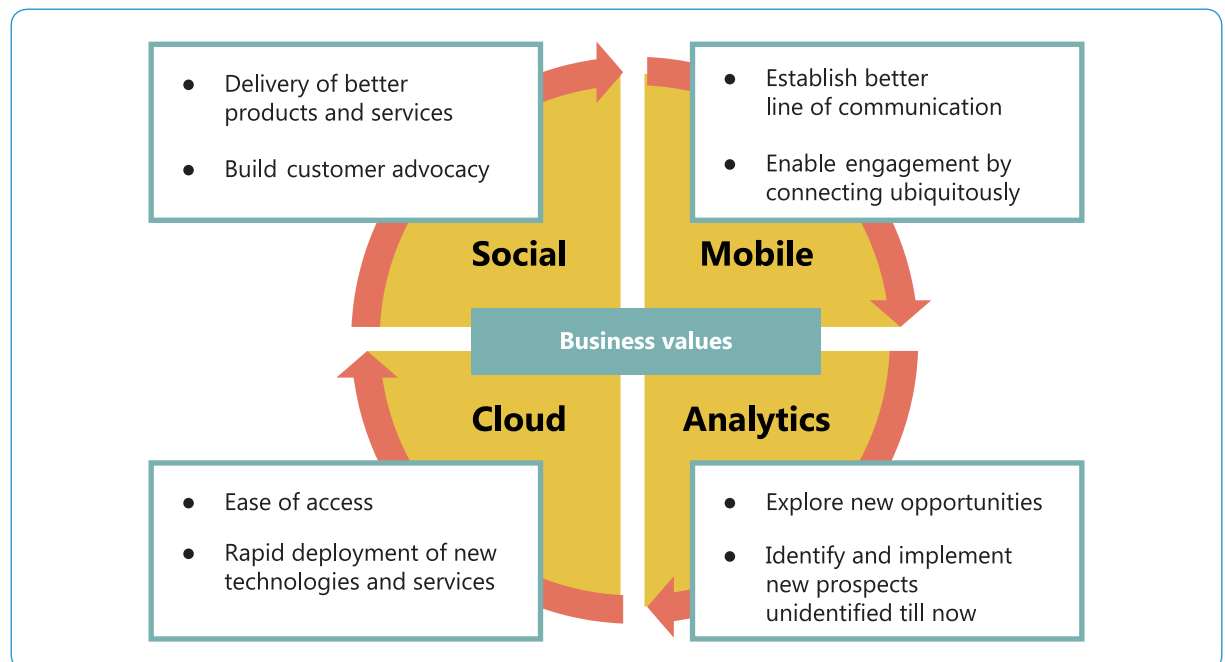 ● Delivery of better
products and services
● Build customer advocacy
● Establish better
line of communication
● Enable engagement by
connecting ubiquitously
Social
Mobile
Business values
Cloud
Analytics
● Ease of access
● Rapid deployment of new
technologies and services
● Explore new opportunities
● Identify and implement
new prospects
unidentified till now